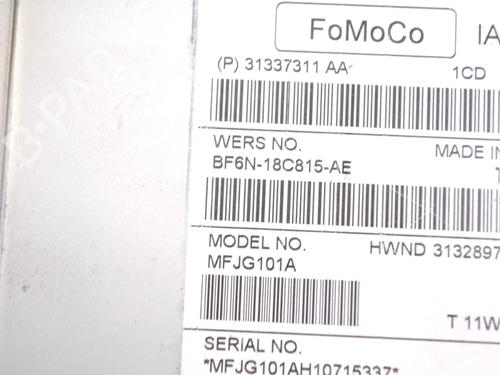 FoMoCo IA
(P) 31337311 AA 1CD
WERS NO. MADE IN
BF6N-18C815-AE
MODEL NO. HWND 3132897
MFJG101A
T 11W
SERIAL NO.
*MFJG101AH10715337*
B-PARTS